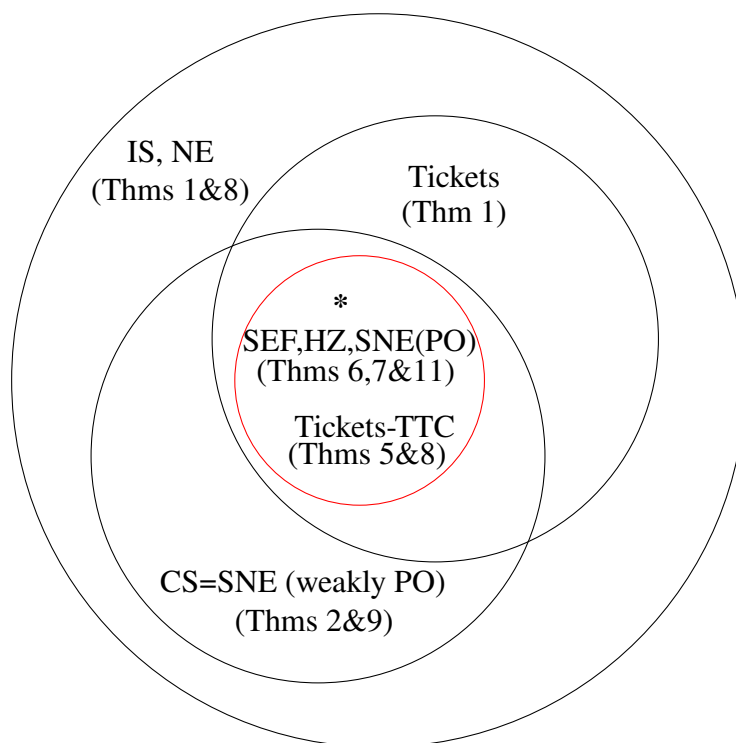 IS, NE
(Thms 1&8)
Tickets
(Thm 1)
*
SEF,HZ,SNE(PO)
(Thms 6,7&11)
Tickets-TTC
(Thms 5&8)
CS=SNE (weakly PO)
(Thms 2&9)